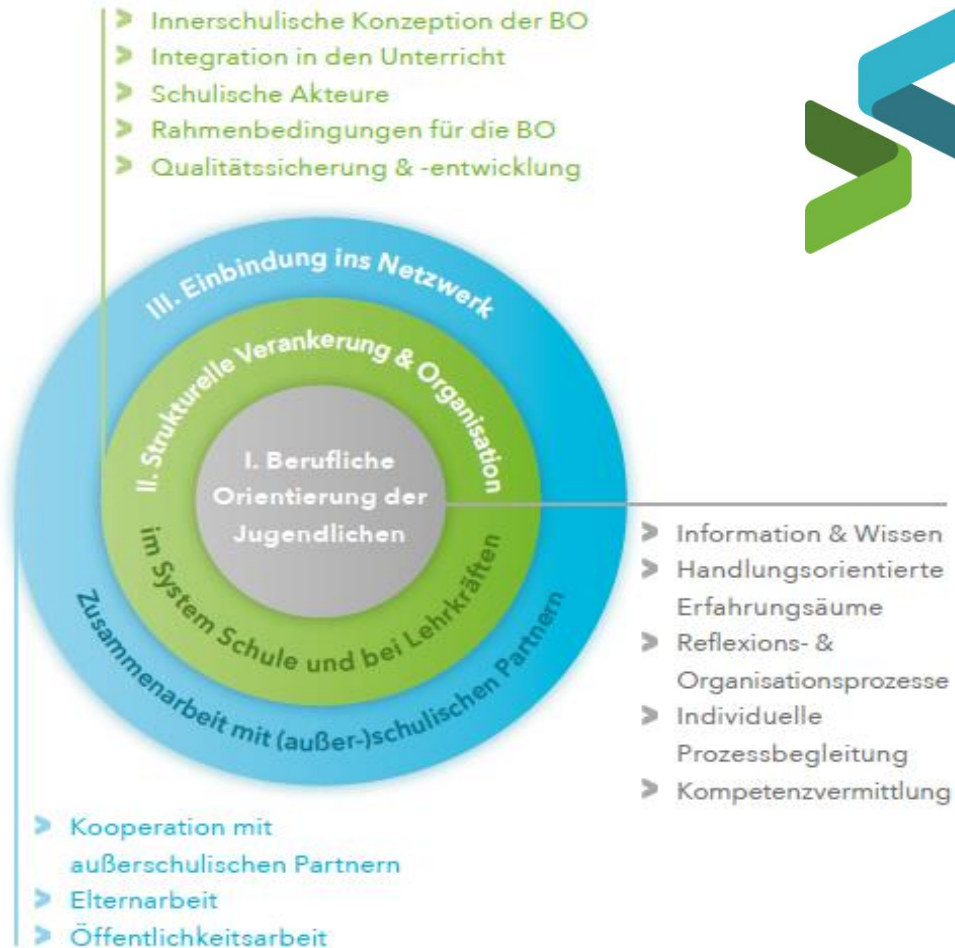 Innerschulische Konzeption der BO
Integration in den Unterricht
Schulische Akteure
Rahmenbedingungen für die BO
Qualitätssicherung & -entwicklung
III. Einbindung ins Netzwerk
II. Strukturelle Verankerung & Organisation
I. Berufliche
Orientierung der
Jugendlichen
im System Schule und bei Lehrkräften
Zusammenarbeit mit (außer-)schulischen Partnern
Information & Wissen
Handlungsorientierte
Erfahrungsäume
Reflexions- &
Organisationsprozesse
Individuelle
Prozessbegleitung
Kompetenzvermittlung
Kooperation mit
außerschulischen Partnern
Elternarbeit
Öffentlichkeitsarbeit